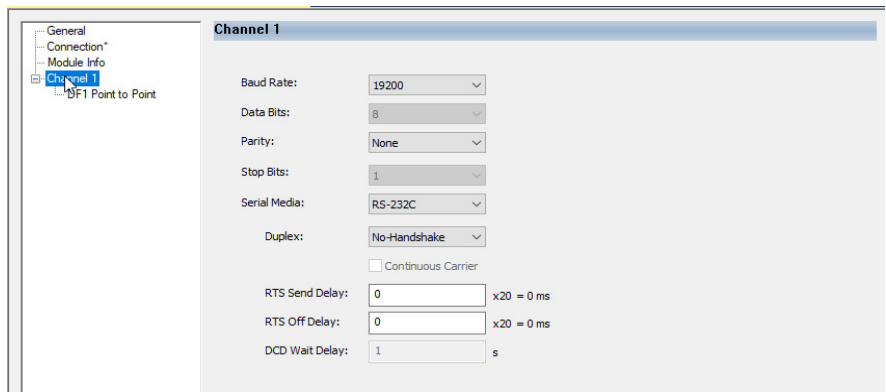 General
Connection*
Module Info
Channel 1
DF1 Point to Point
Channel 1
Baud Rate: 19200
Data Bits: 8
Parity: None
Stop Bits: 1
Serial Media: RS-232C
Duplex: No-Handshake
Continuous Carrier
RTS Send Delay: 0 x20 = 0 ms
RTS Off Delay: 0 x20 = 0 ms
DCD Wait Delay: 1 s